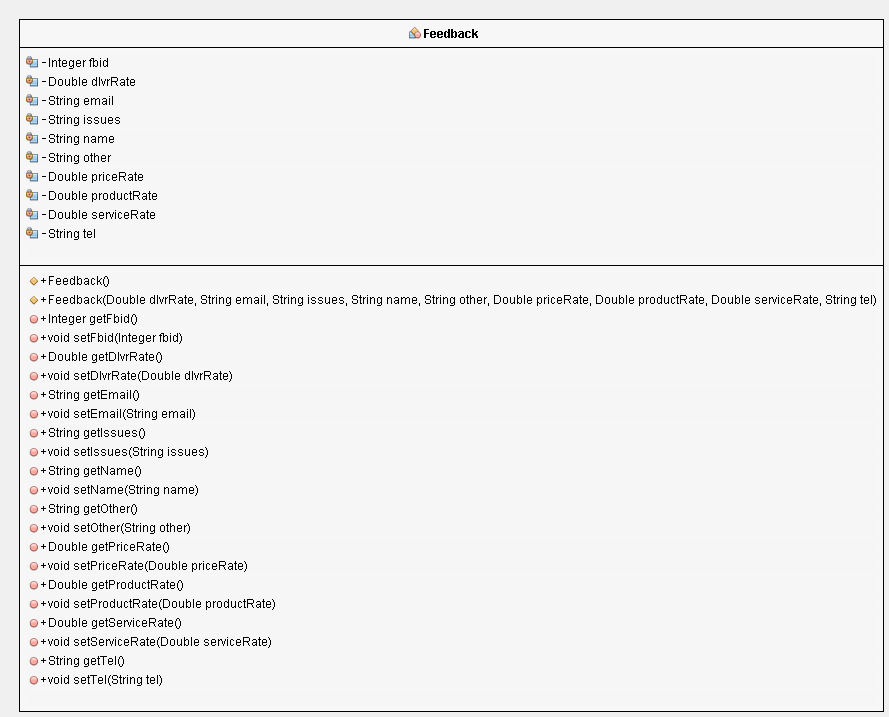 Feedback
-Integer fbid
-Double dlvrRate
-String email
-String issues
-String name
-String other
-Double priceRate
-Double productRate
-Double serviceRate
-String tel
+Feedback()
+Feedback(Double dlvrRate, String email, String issues, String name, String other, Double priceRate, Double productRate, Double serviceRate, String tel)
+Integer getFbid()
+void setFbid(Integer fbid)
+Double getDlvrRate()
+void setDlvrRate(Double dlvrRate)
+String getEmail()
+void setEmail(String email)
+String getIssues()
+void setIssues(String issues)
+String getName()
+void setName(String name)
+String getOther()
+void setOther(String other)
+Double getPriceRate()
+void setPriceRate(Double priceRate)
+Double getProductRate()
+void setProductRate(Double productRate)
+Double getServiceRate()
+void setServiceRate(Double serviceRate)
+String getTel()
+void setTel(String tel)